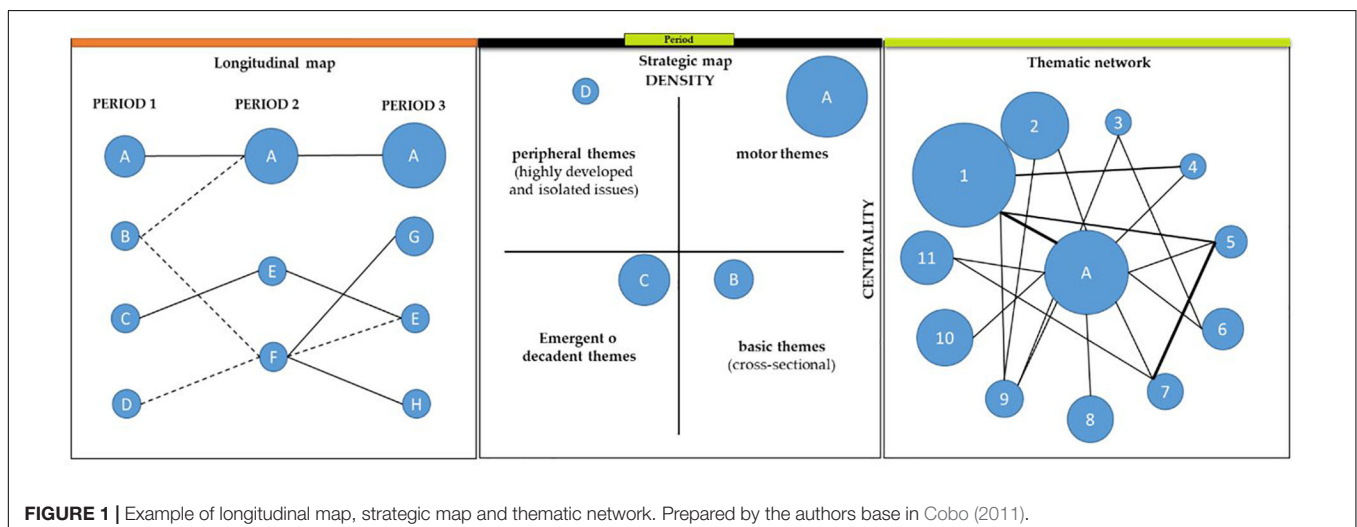 Period
Longitudinal map
PERIOD 1
PERIOD 2
PERIOD 3
A
A
A
B
G
E
C
E
F
D
H
Strategic map
DENSITY
D
A
peripheral themes
(highly developed
and isolated issues)
motor themes
CENTRALITY
C
B
Emergent o
decadent themes
basic themes
(cross-sectional)
Thematic network
1
2
3
4
5
6
7
8
9
10
11
A
FIGURE 1 | Example of longitudinal map, strategic map and thematic network. Prepared by the authors base in Cobo (2011).